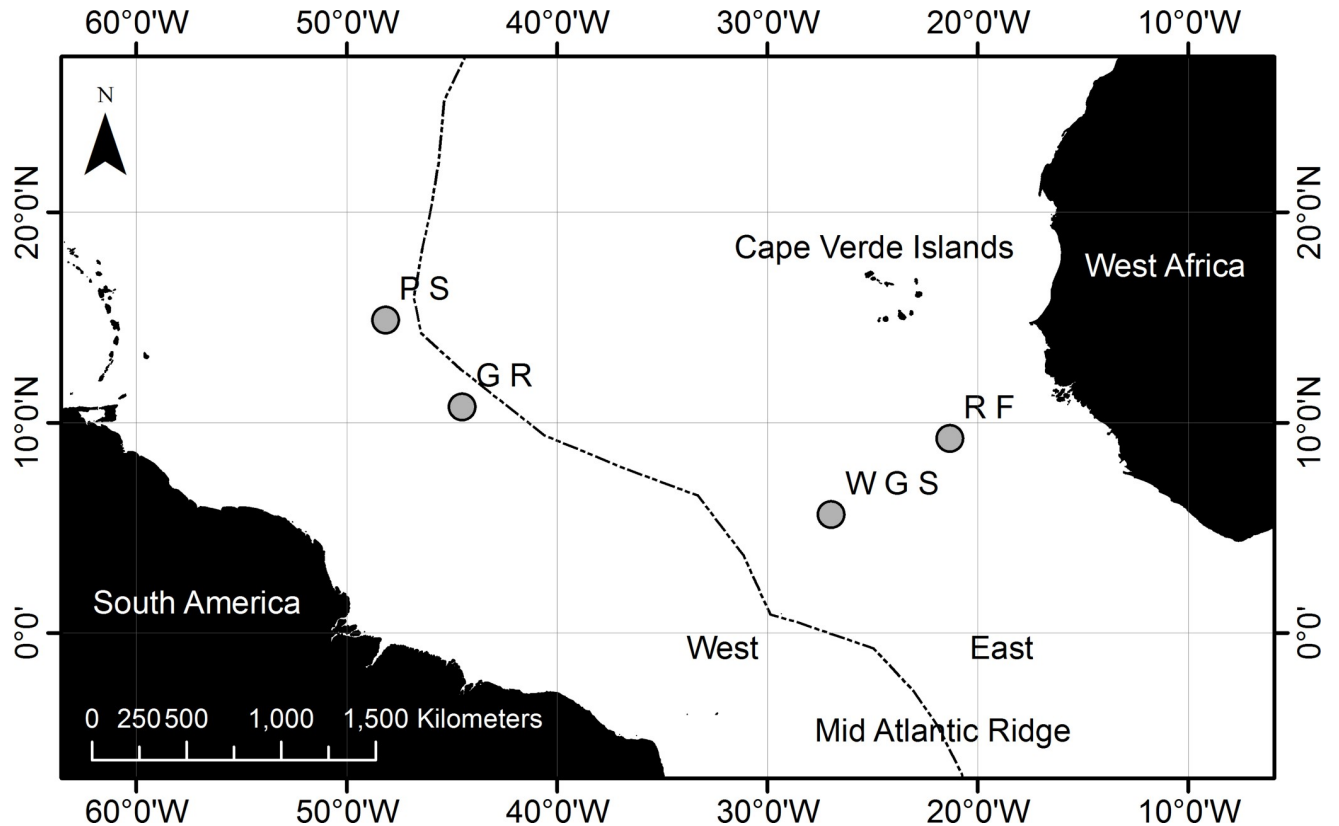 60°0'W 50°0'W 40°0'W 30°0'W 20°0'W 10°0'W
N
20°0'N 20°0'N
Cape Verde Islands
West Africa
P S
G R
R F
10°0'N 10°0'N
W G S
South America
0°0' 0°0'
West East
0 250 500 1,000 1,500 Kilometers
Mid Atlantic Ridge
60°0'W 50°0'W 40°0'W 30°0'W 20°0'W 10°0'W